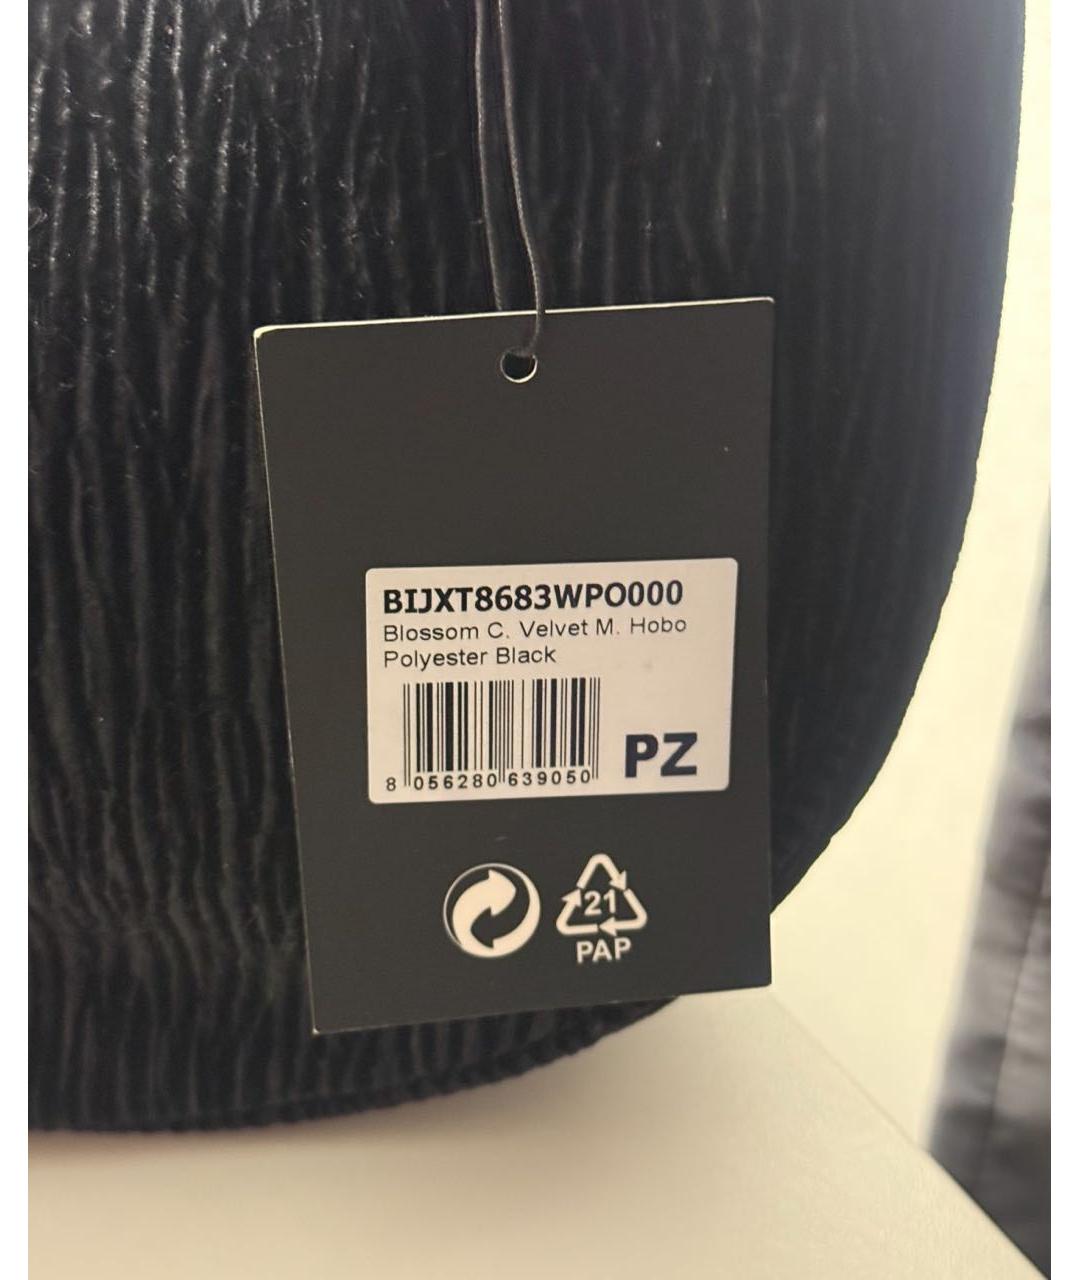 BIJXT8683WPO000
Blossom C. Velvet M. Hobo
Polyester Black
8 056280 639050
PZ
21
PAP